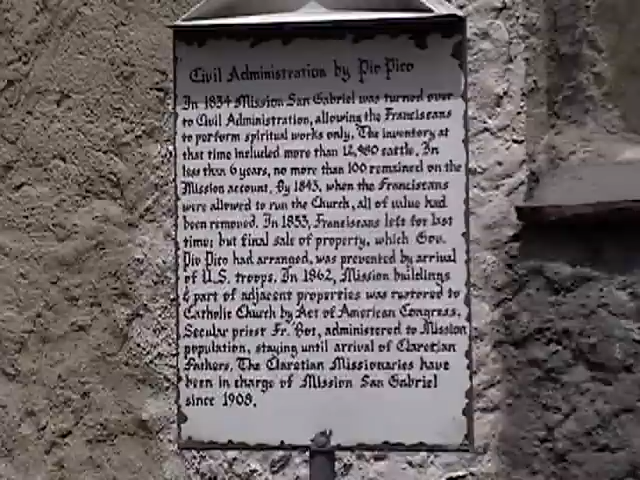 Civil Administration by Pio Pico
In 1834 Mission San Gabriel was turned over
to Civil Administration, allowing the Franciscans
to perform spiritual works only. The inventory at
that time included more than 12,980 cattle. In
less than 6 years, no more than 100 remained on the
Mission account. By 1843, when the Franciscans
were allowed to run the Church, all of value had
been removed. In 1853, Franciscans left for last
time; but final sale of property, which Gov.
Pio Pico had arranged, was prevented by arrival
of U.S. troops. In 1862, Mission buildings
& part of adjacent properties was restored to
Catholic Church by Act of American Congress.
Secular priest Fr. Bot, administered to Mission
population, staying until arrival of Claretian
Fathers. The Claretian Missionaries have
been in charge of Mission San Gabriel
since 1908.